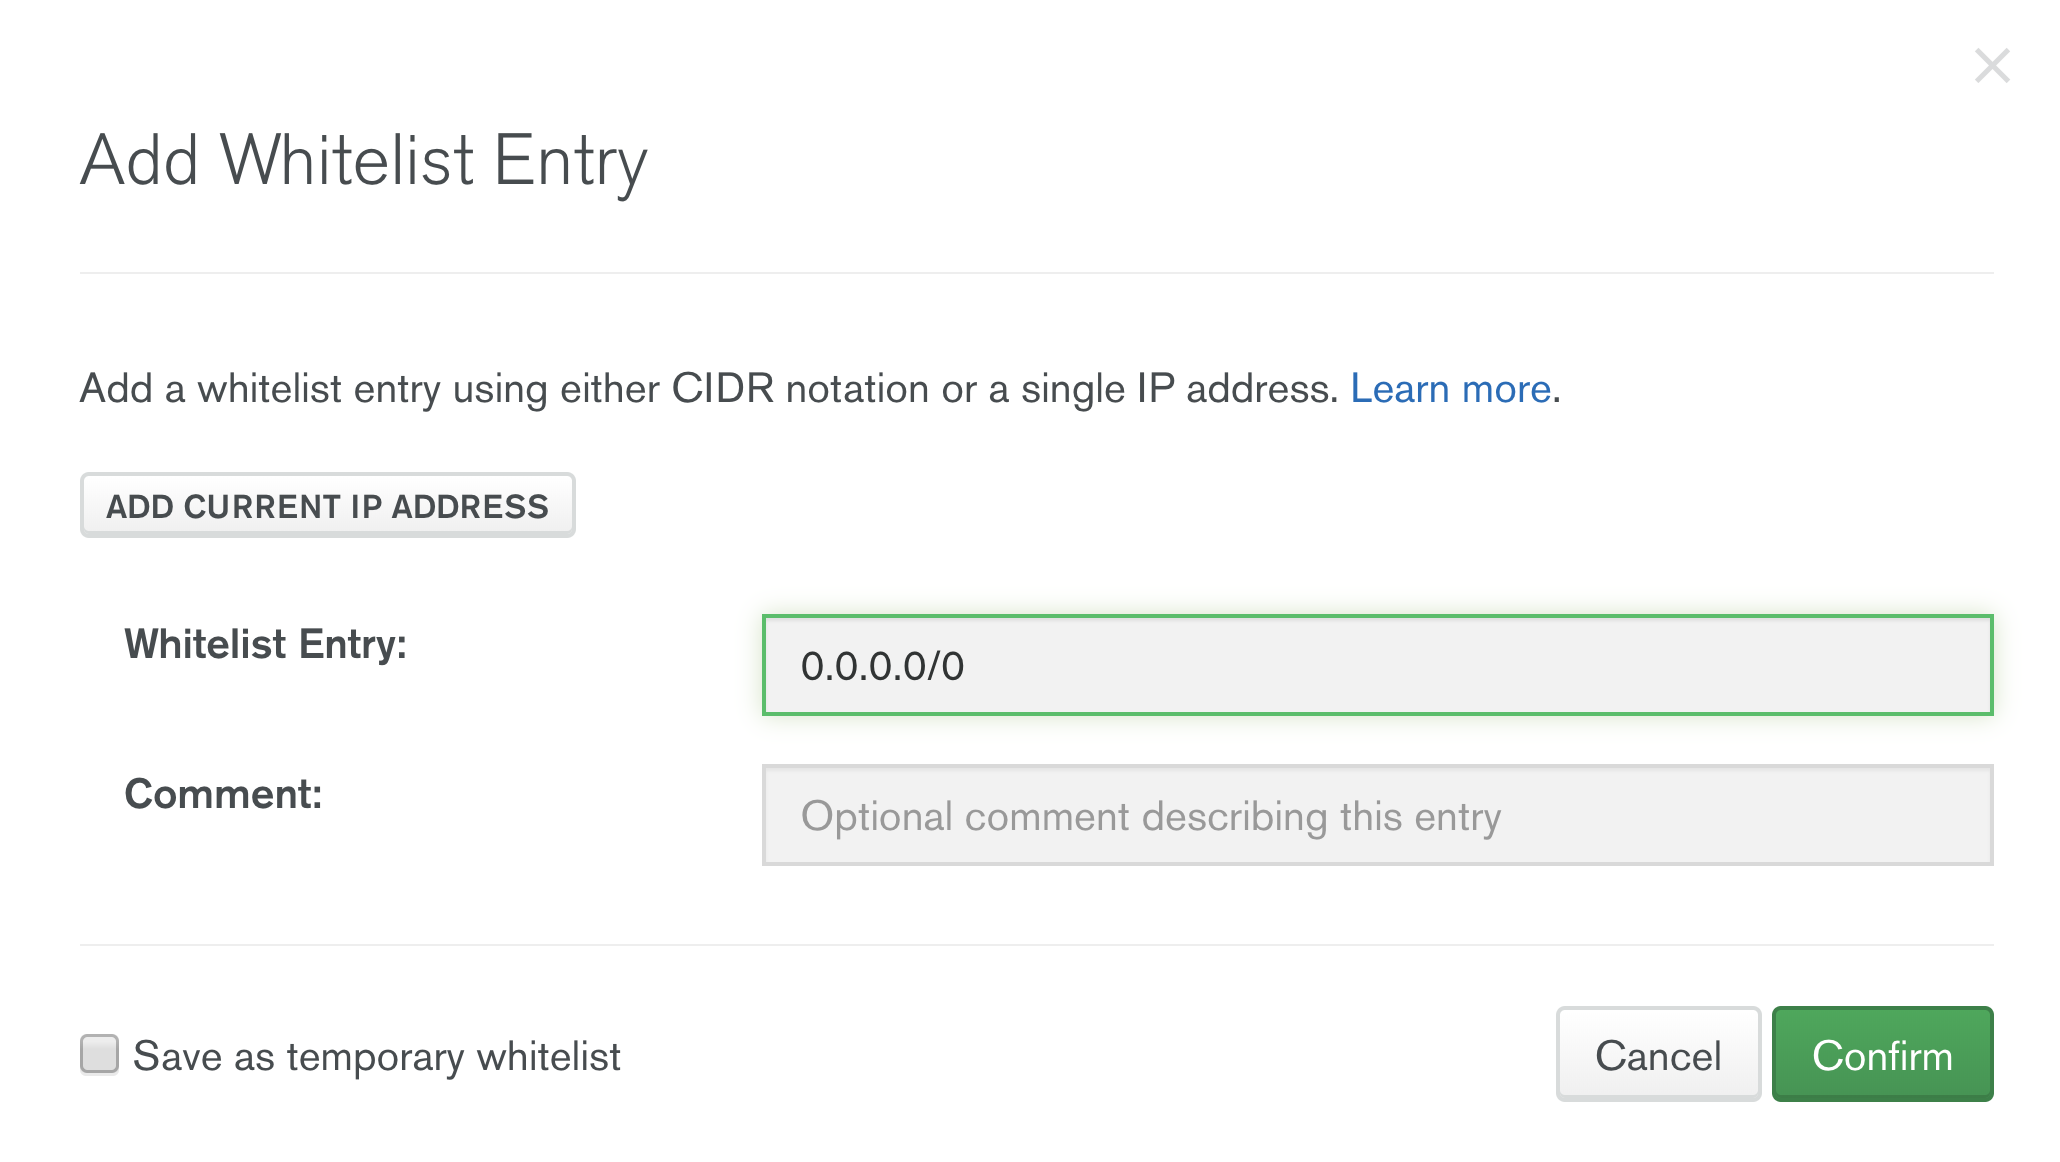 Add Whitelist Entry
Add a whitelist entry using either CIDR notation or a single IP address. Learn more.
ADD CURRENT IP ADDRESS
Whitelist Entry:
0.0.0.0/0
Comment:
Optional comment describing this entry
Save as temporary whitelist
Cancel
Confirm